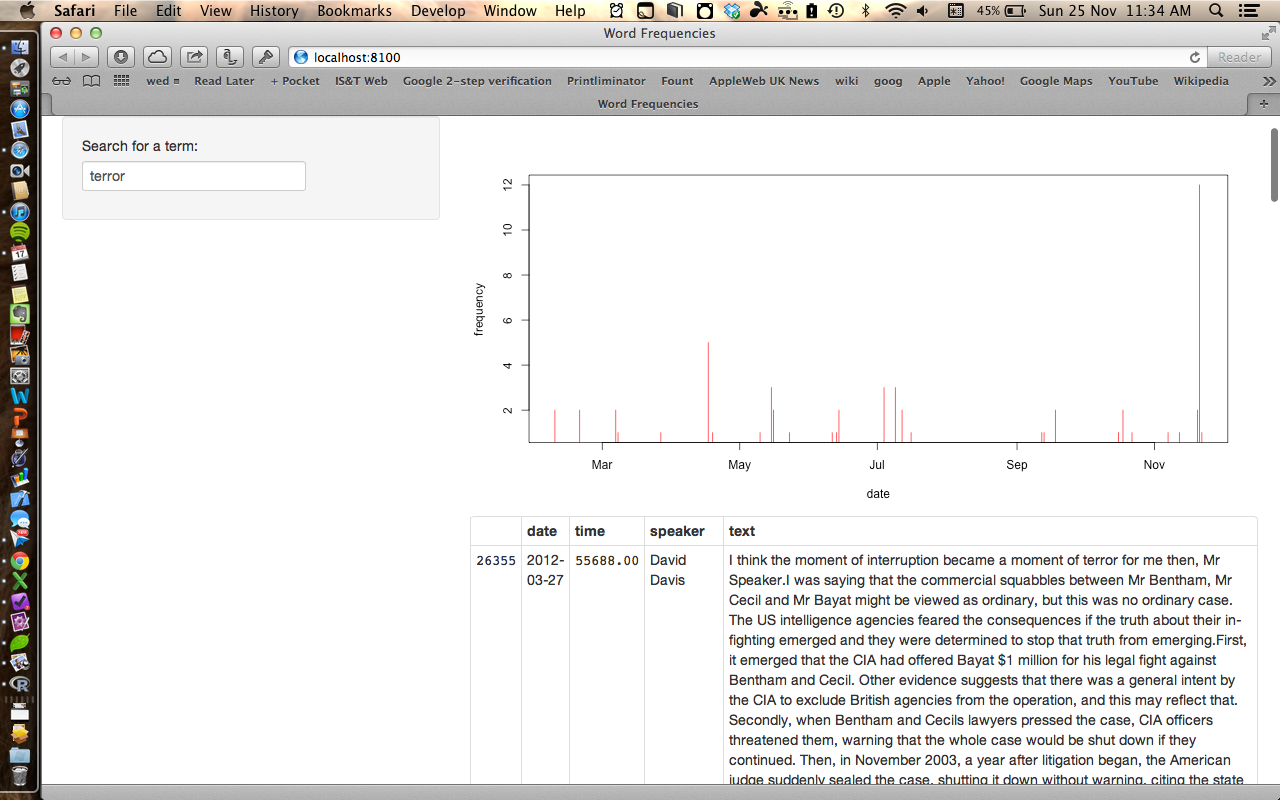 Safari File Edit View History Bookmarks Develop Window Help 45% Sun 25 Nov 11:34 AM
Word Frequencies
localhost:8100 Reader
wed Read Later + Pocket IS&T Web Google 2-step verification Printliminator Fount AppleWeb UK News wiki goog Apple Yahoo! Google Maps YouTube Wikipedia
Word Frequencies
Search for a term:
terror
12
10
8
6
4
2
frequency
Mar May Jul Sep Nov
date
date time speaker text
26355 2012- 55688.00 David I think the moment of interruption became a moment of terror for me then, Mr
03-27 Davis Speaker.I was saying that the commercial squabbles between Mr Bentham, Mr
Cecil and Mr Bayat might be viewed as ordinary, but this was no ordinary case.
The US intelligence agencies feared the consequences if the truth about their in-
fighting emerged and they were determined to stop that truth from emerging.First,
it emerged that the CIA had offered Bayat $1 million for his legal fight against
Bentham and Cecil. Other evidence suggests that there was a general intent by
the CIA to exclude British agencies from the operation, and this may reflect that.
Secondly, when Bentham and Cecils lawyers pressed the case, CIA officers
threatened them, warning that the whole case would be shut down if they
continued. Then, in November 2003, a year after litigation began, the American
judge suddenly sealed the case, shutting it down without warning, citing the state
17